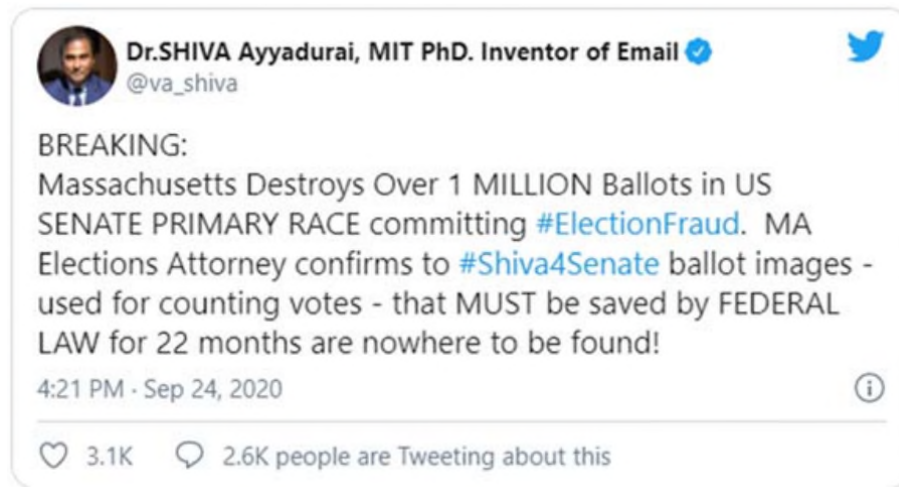 Dr.SHIVA Ayyadurai, MIT PhD. Inventor of Email
@va_shiva
BREAKING:
Massachusetts Destroys Over 1 MILLION Ballots in US
SENATE PRIMARY RACE committing #ElectionFraud.  MA
Elections Attorney confirms to #Shiva4Senate ballot images -
used for counting votes - that MUST be saved by FEDERAL
LAW for 22 months are nowhere to be found!
4:21 PM · Sep 24, 2020
3.1K 2.6K people are Tweeting about this